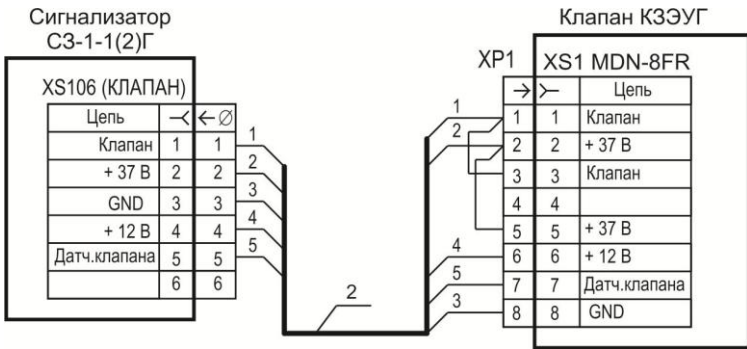 Сигнализатор
СЗ-1-1(2)Г
XS106 (КЛАПАН)
Цепь
Клапан 1 1 1
+ 37 В 2 2 2
GND 3 3 3
+ 12 В 4 4 4
Датч.клапана 5 5 5
6 6
2
Клапан КЗЭУГ
XP1 XS1 MDN-8FR
Цепь
1 1 1 Клапан
2 2 2 + 37 В
3 3 Клапан
4 4
5 5 + 37 В
4 6 6 + 12 В
5 7 7 Датч.клапана
3 8 8 GND